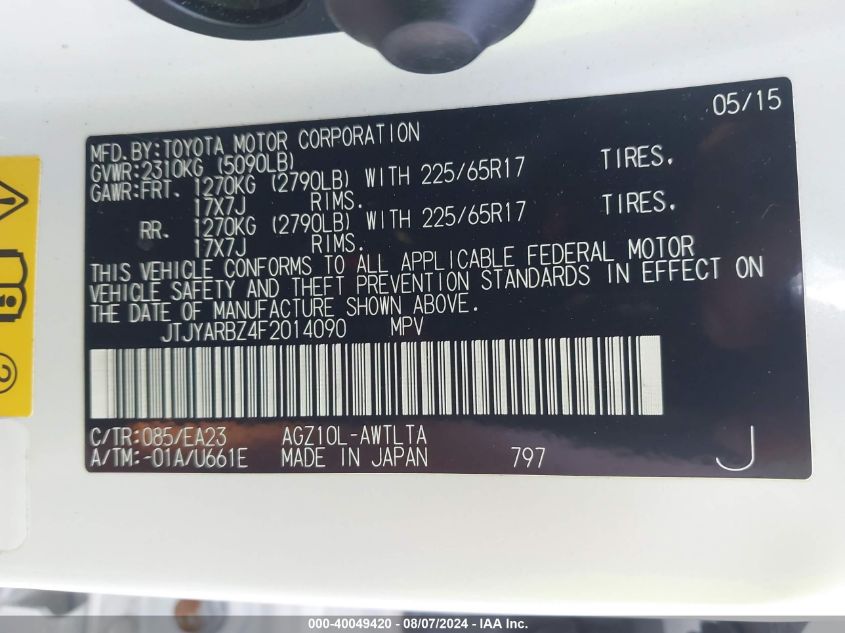 05/15
MFD.BY:TOYOTA MOTOR CORPORATION
GVWR:2310KG (5090LB)
GAWR:FRT. 1270KG (2790LB) WITH 225/65R17 TIRES.
17X7J RIMS.
RR. 1270KG (2790LB) WITH 225/65R17 TIRES.
17X7J RIMS.
THIS VEHICLE CONFORMS TO ALL APPLICABLE FEDERAL MOTOR
VEHICLE SAFETY AND THEFT PREVENTION STANDARDS IN EFFECT ON
THE DATE OF MANUFACTURE SHOWN ABOVE.
JTJYARBZ4F2014090 MPV
C/TR:085/EA23 AGZ10L-AWTLTA
A/TM:-01A/U661E MADE IN JAPAN 797 J
2
000-40049420 - 08/07/2024 - IAA Inc.